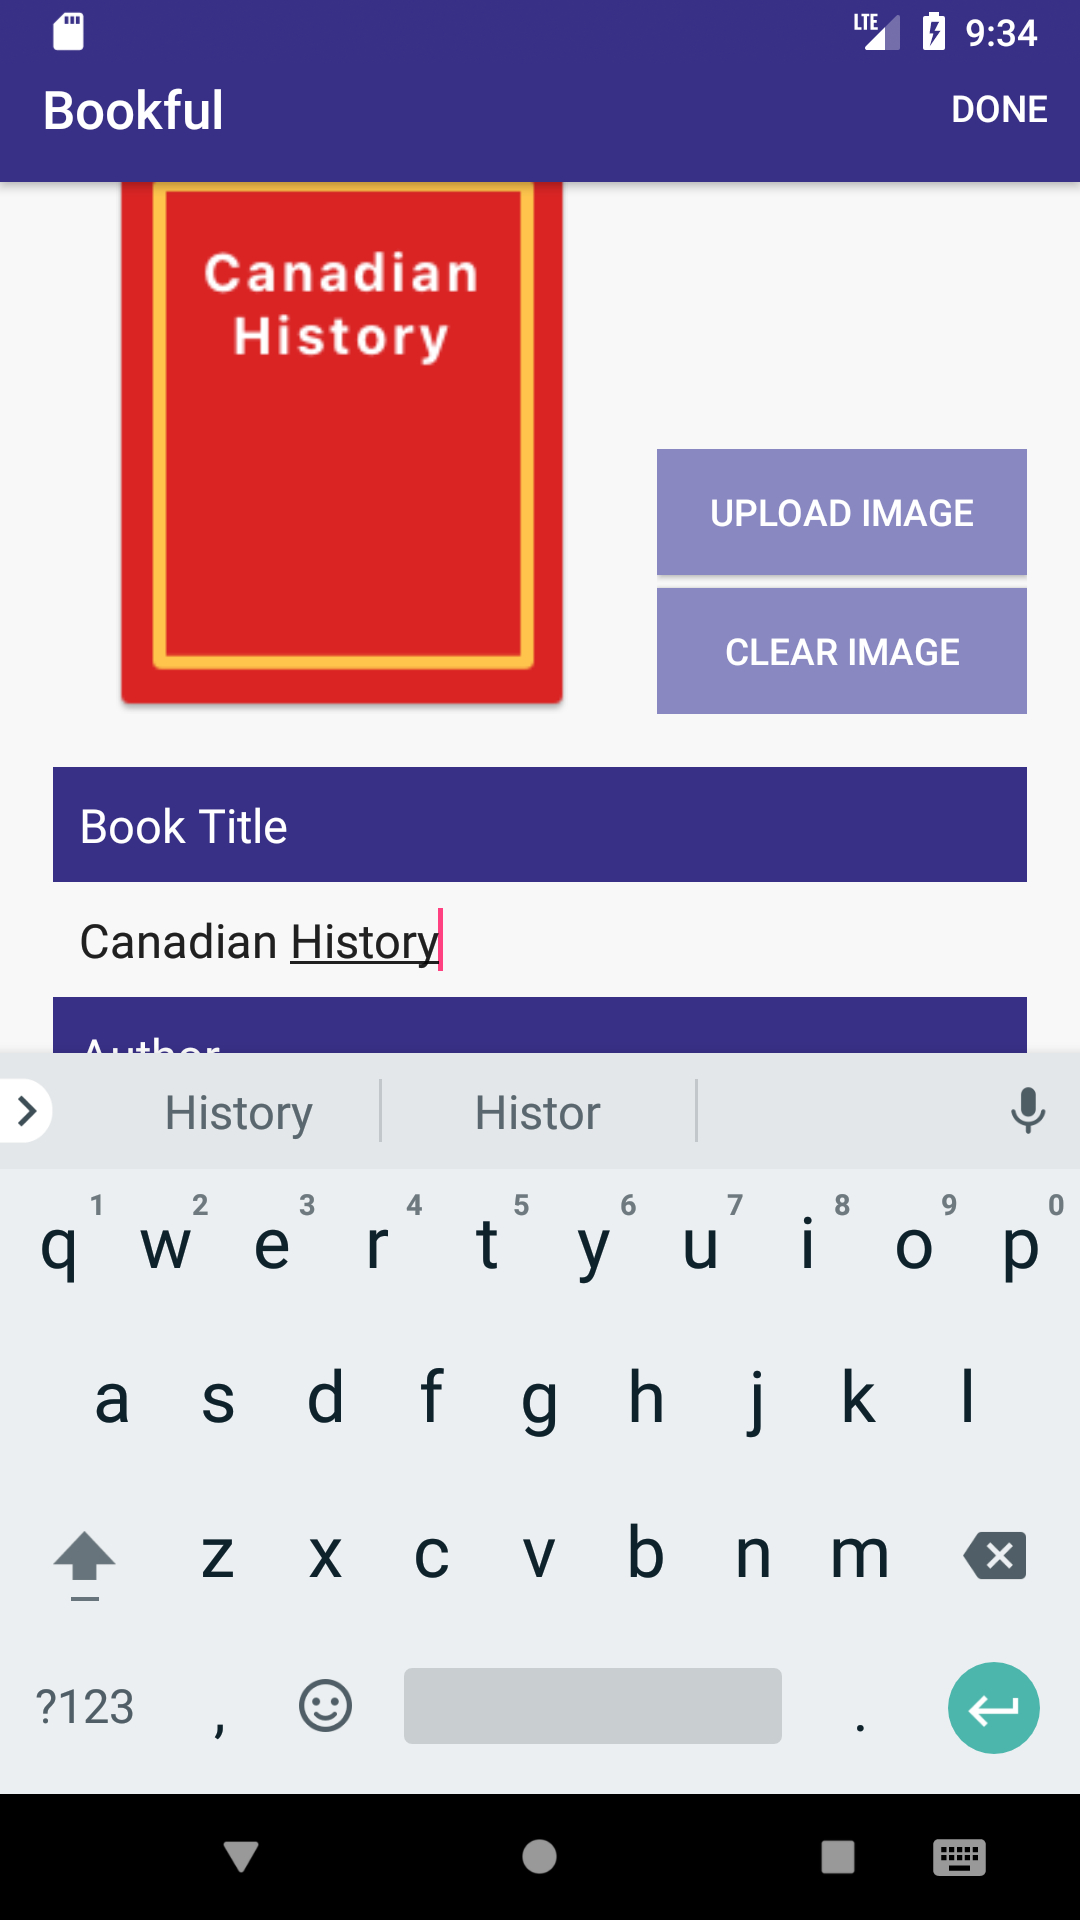 LTE 9:34
Bookful DONE
Canadian
History
UPLOAD IMAGE
CLEAR IMAGE
Book Title
Canadian History
Author
History Histor
1 2 3 4 5 6 7 8 9 0
q w e r t y u i o p
a s d f g h j k l
z x c v b n m
?123 , .